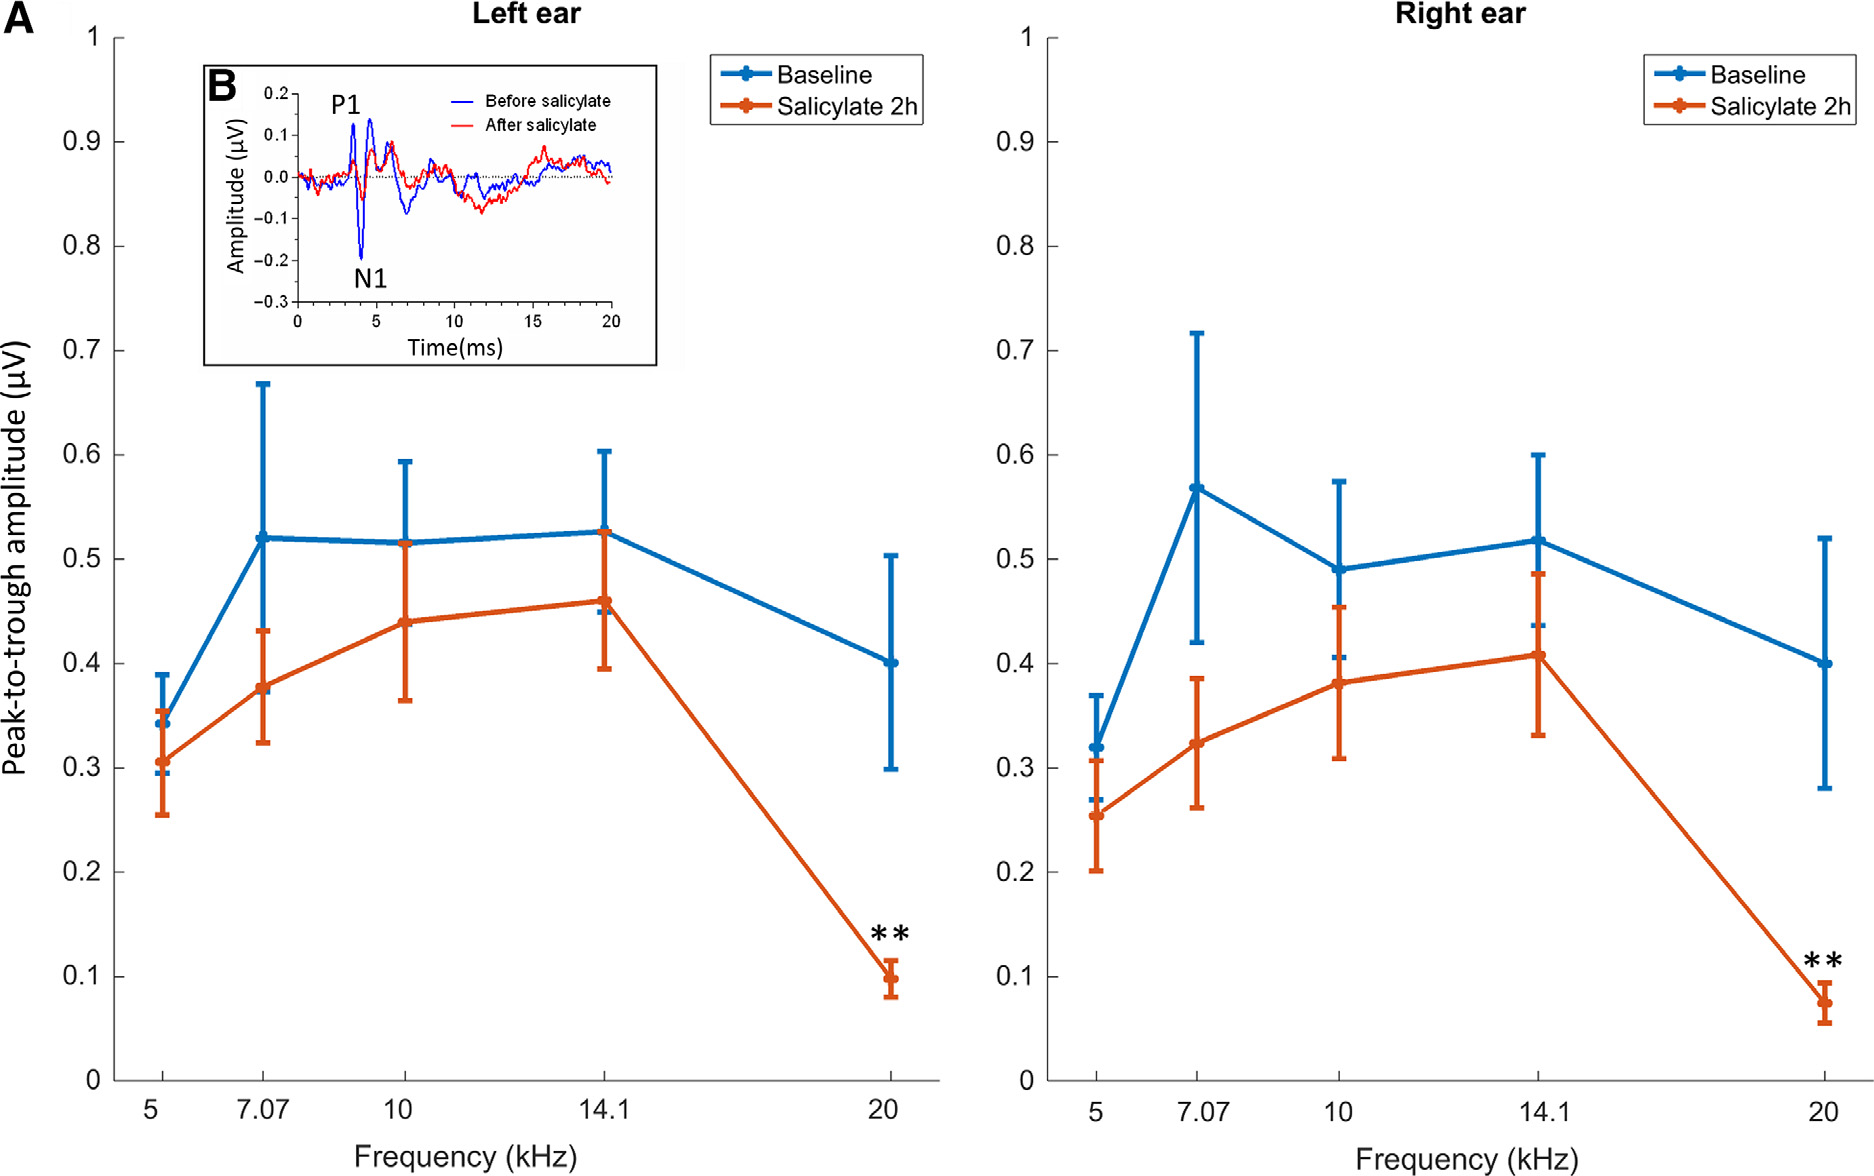 A
Left ear
Right ear
1
0.9
0.8
0.7
0.6
0.5
0.4
0.3
0.2
0.1
0
Peak-to-trough amplitude (µV)
5 7.07 10 14.1 20
Frequency (kHz)
Baseline
Salicylate 2h
**
B
P1
N1
Before salicylate
After salicylate
0.2
0.1
0.0
−0.1
−0.2
−0.3
Amplitude (µV)
0 5 10 15 20
Time(ms)
1
0.9
0.8
0.7
0.6
0.5
0.4
0.3
0.2
0.1
0
Baseline
Salicylate 2h
**
5 7.07 10 14.1 20
Frequency (kHz)